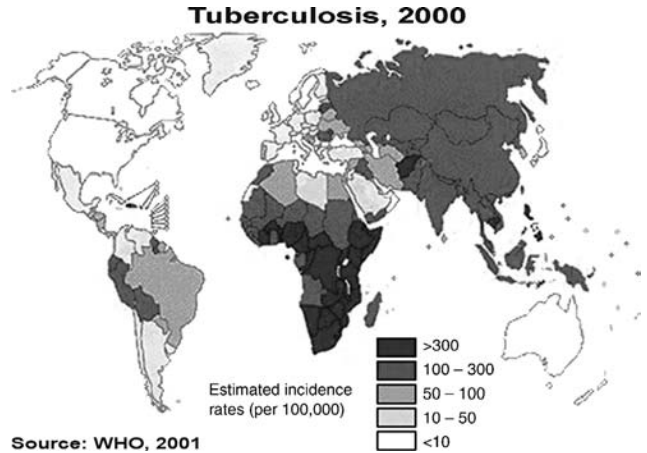 Tuberculosis, 2000
Estimated incidence
rates (per 100,000)
>300
100 – 300
50 – 100
10 – 50
<10
Source: WHO, 2001